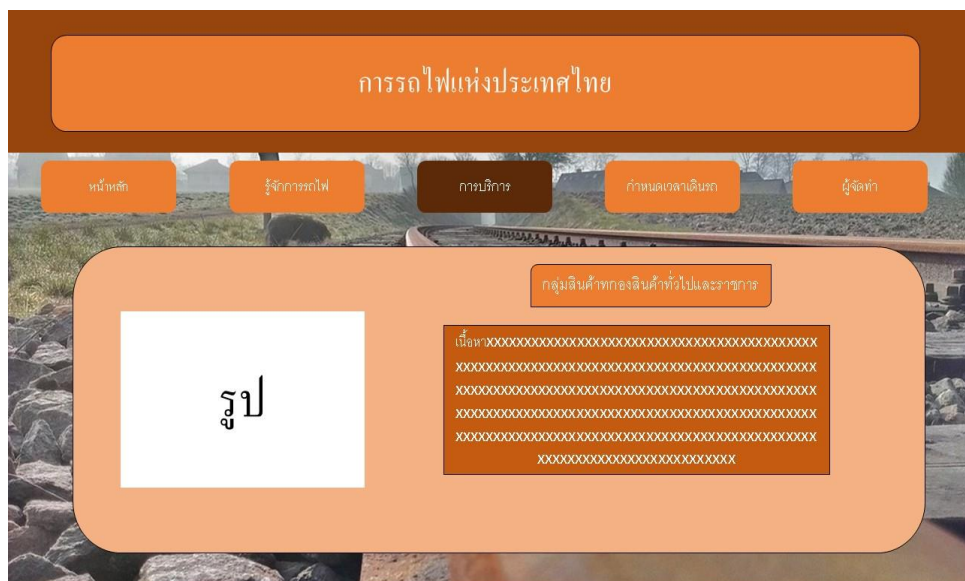 การรถไฟแห่งประเทศไทย
หน้าหลัก
รู้จักการรถไฟ
การบริการ
กำหนดเวลาเดินรถ
ผู้จัดทำ
กลุ่มสินค้าทกองสินค้าทั่วไปและราชการ
รูป
เนื้อหาXXXXXXXXXXXXXXXXXXXXXXXXXXXXXXXXXXXXXXXXXXXX
XXXXXXXXXXXXXXXXXXXXXXXXXXXXXXXXXXXXXXXXXXXXXXXX
XXXXXXXXXXXXXXXXXXXXXXXXXXXXXXXXXXXXXXXXXXXXXXXX
XXXXXXXXXXXXXXXXXXXXXXXXXXXXXXXXXXXXXXXXXXXXXXXX
XXXXXXXXXXXXXXXXXXXXXXXXXXXXXXXXXXXXXXXXXXXXXXXX
XXXXXXXXXXXXXXXXXXXXXXXXXX